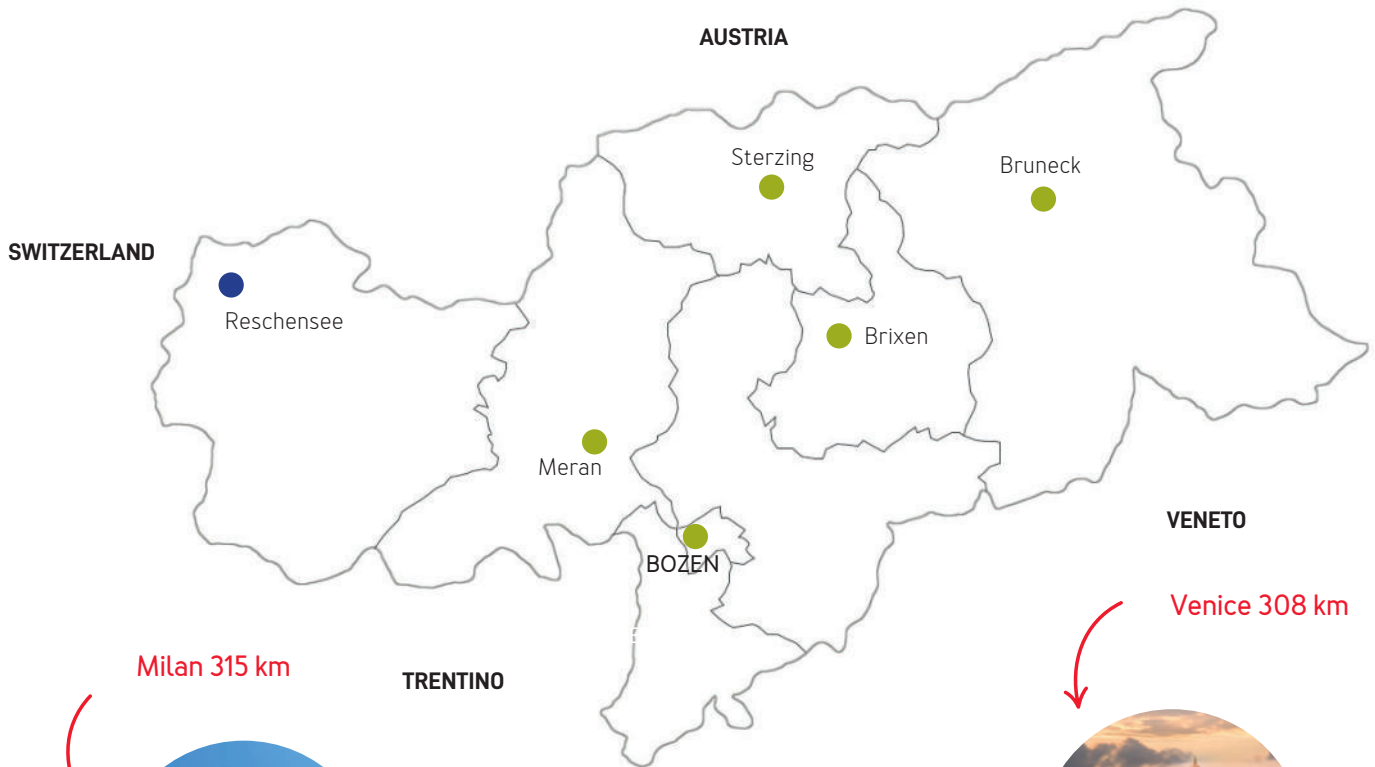 AUSTRIA
Sterzing
Bruneck
SWITZERLAND
Reschensee
Brixen
Meran
BOZEN
VENETO
Venice 308 km
Milan 315 km
TRENTINO